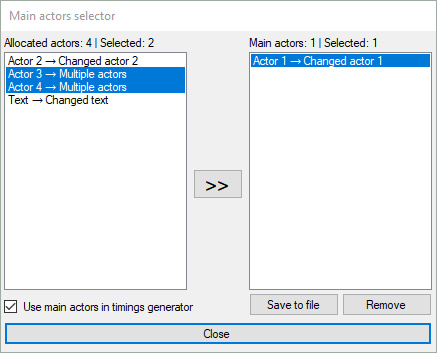 Main actors selector
Allocated actors: 4 | Selected: 2
Main actors: 1 | Selected: 1
Actor 2 → Changed actor 2
Actor 3 → Multiple actors
Actor 4 → Multiple actors
Text → Changed text
Actor 1 → Changed actor 1
>>
Use main actors in timings generator
Save to file
Remove
Close